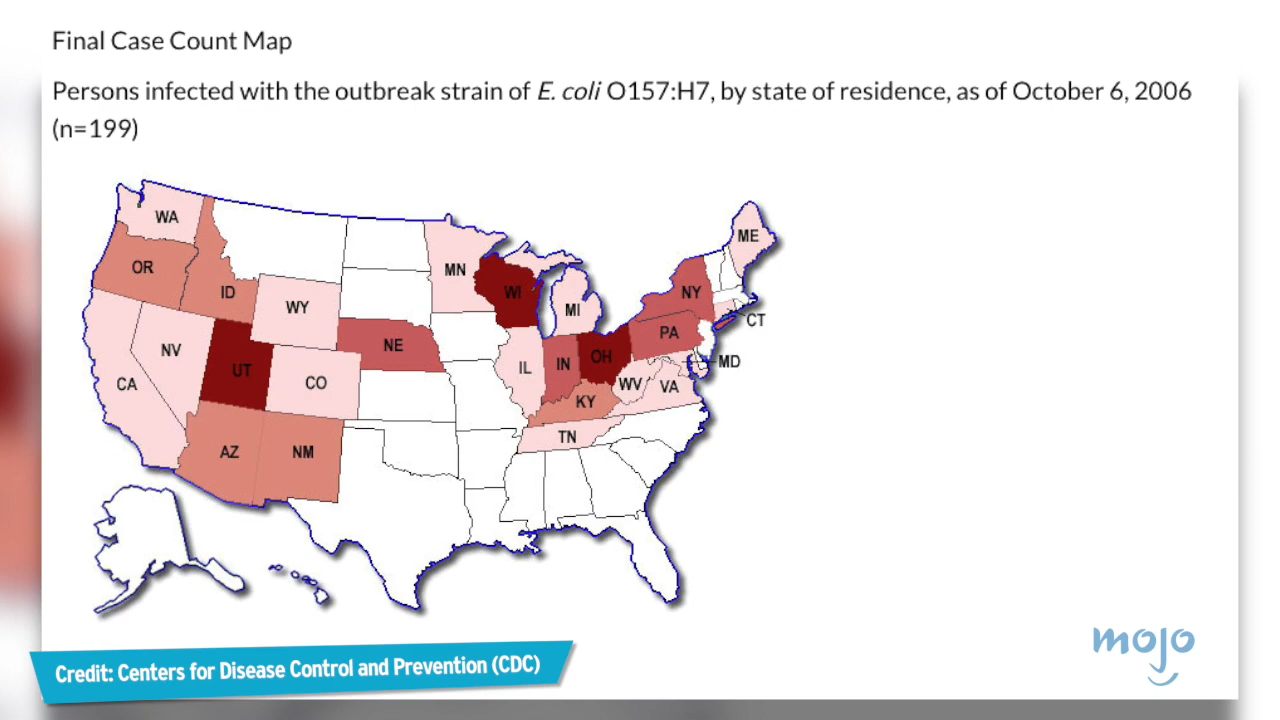 Final Case Count Map
Persons infected with the outbreak strain of E. coli O157:H7, by state of residence, as of October 6, 2006
(n=199)
WA
ME
OR
MN
ID
WI
NY
WY
MI
CT
PA
NE
NV
OH
MD
IN
IL
UT
CA
CO
WV
VA
KY
TN
AZ
NM
mojo
Credit: Centers for Disease Control and Prevention (CDC)